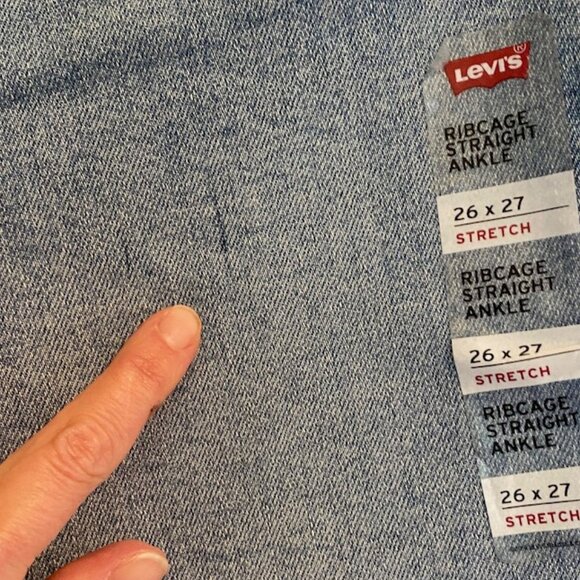 Levi's
RIBCAGE
STRAIGHT
ANKLE
26 x 27
STRETCH
RIBCAGE
STRAIGHT
ANKLE
26 x 27
STRETCH
RIBCAGE
STRAIGHT
ANKLE
26 x 27
STRETCH